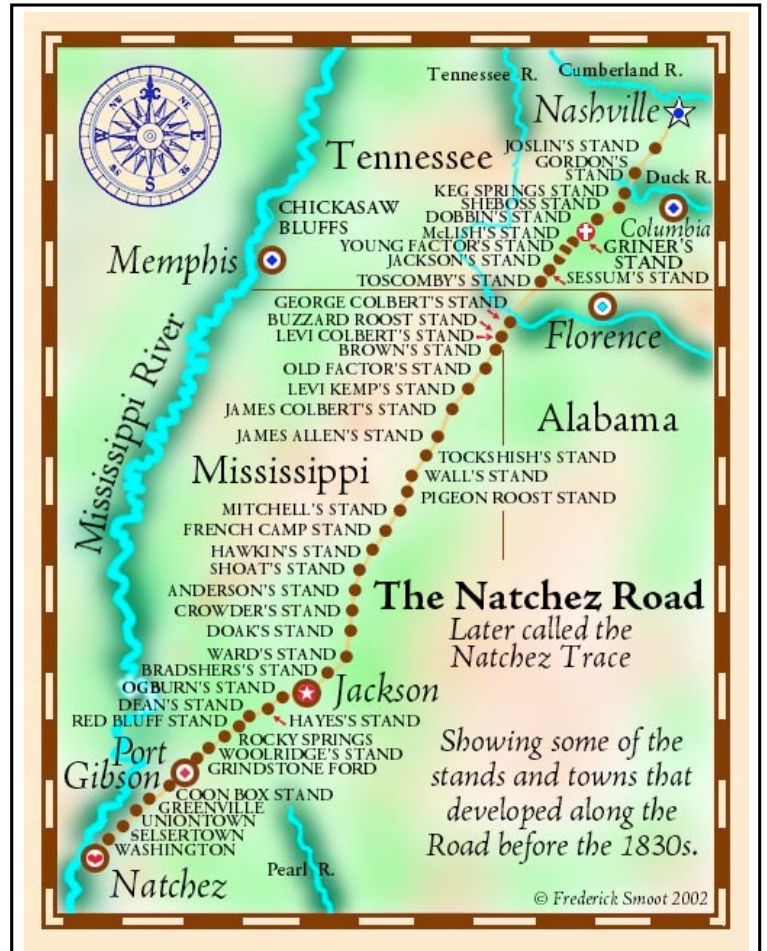 Tennessee R.
Cumberland R.
Nashville
N
NE
E
SE
S
SW
W
NW
JOSLIN'S STAND
GORDON'S
STAND
Duck R.
Tennessee
KEG SPRINGS STAND
SHEBOSS STAND
DOBBIN'S STAND
Columbia
CHICKASAW
BLUFFS
McLISH'S STAND
GRINER'S
STAND
YOUNG FACTOR'S STAND
JACKSON'S STAND
Memphis
TOSCOMBY'S STAND
SESSUM'S STAND
GEORGE COLBERT'S STAND
BUZZARD ROOST STAND
LEVI COLBERT'S STAND
Florence
BROWN'S STAND
OLD FACTOR'S STAND
LEVI KEMP'S STAND
JAMES COLBERT'S STAND
Alabama
JAMES ALLEN'S STAND
Mississippi River
TOCKSHISH'S STAND
Mississippi
WALL'S STAND
PIGEON ROOST STAND
MITCHELL'S STAND
FRENCH CAMP STAND
HAWKIN'S STAND
SHOAT'S STAND
ANDERSON'S STAND
CROWDER'S STAND
DOAK'S STAND
The Natchez Road
Later called the
Natchez Trace
WARD'S STAND
BRADSHERS'S STAND
OGBURN'S STAND
Jackson
DEAN'S STAND
RED BLUFF STAND
HAYES'S STAND
ROCKY SPRINGS
WOOLRIDGE'S STAND
Port
Gibson
GRINDSTONE FORD
Showing some of the
stands and towns that
developed along the
Road before the 1830s.
COON BOX STAND
GREENVILLE
UNIONTOWN
SELSERTOWN
WASHINGTON
Natchez
Pearl R.
© Frederick Smoot 2002